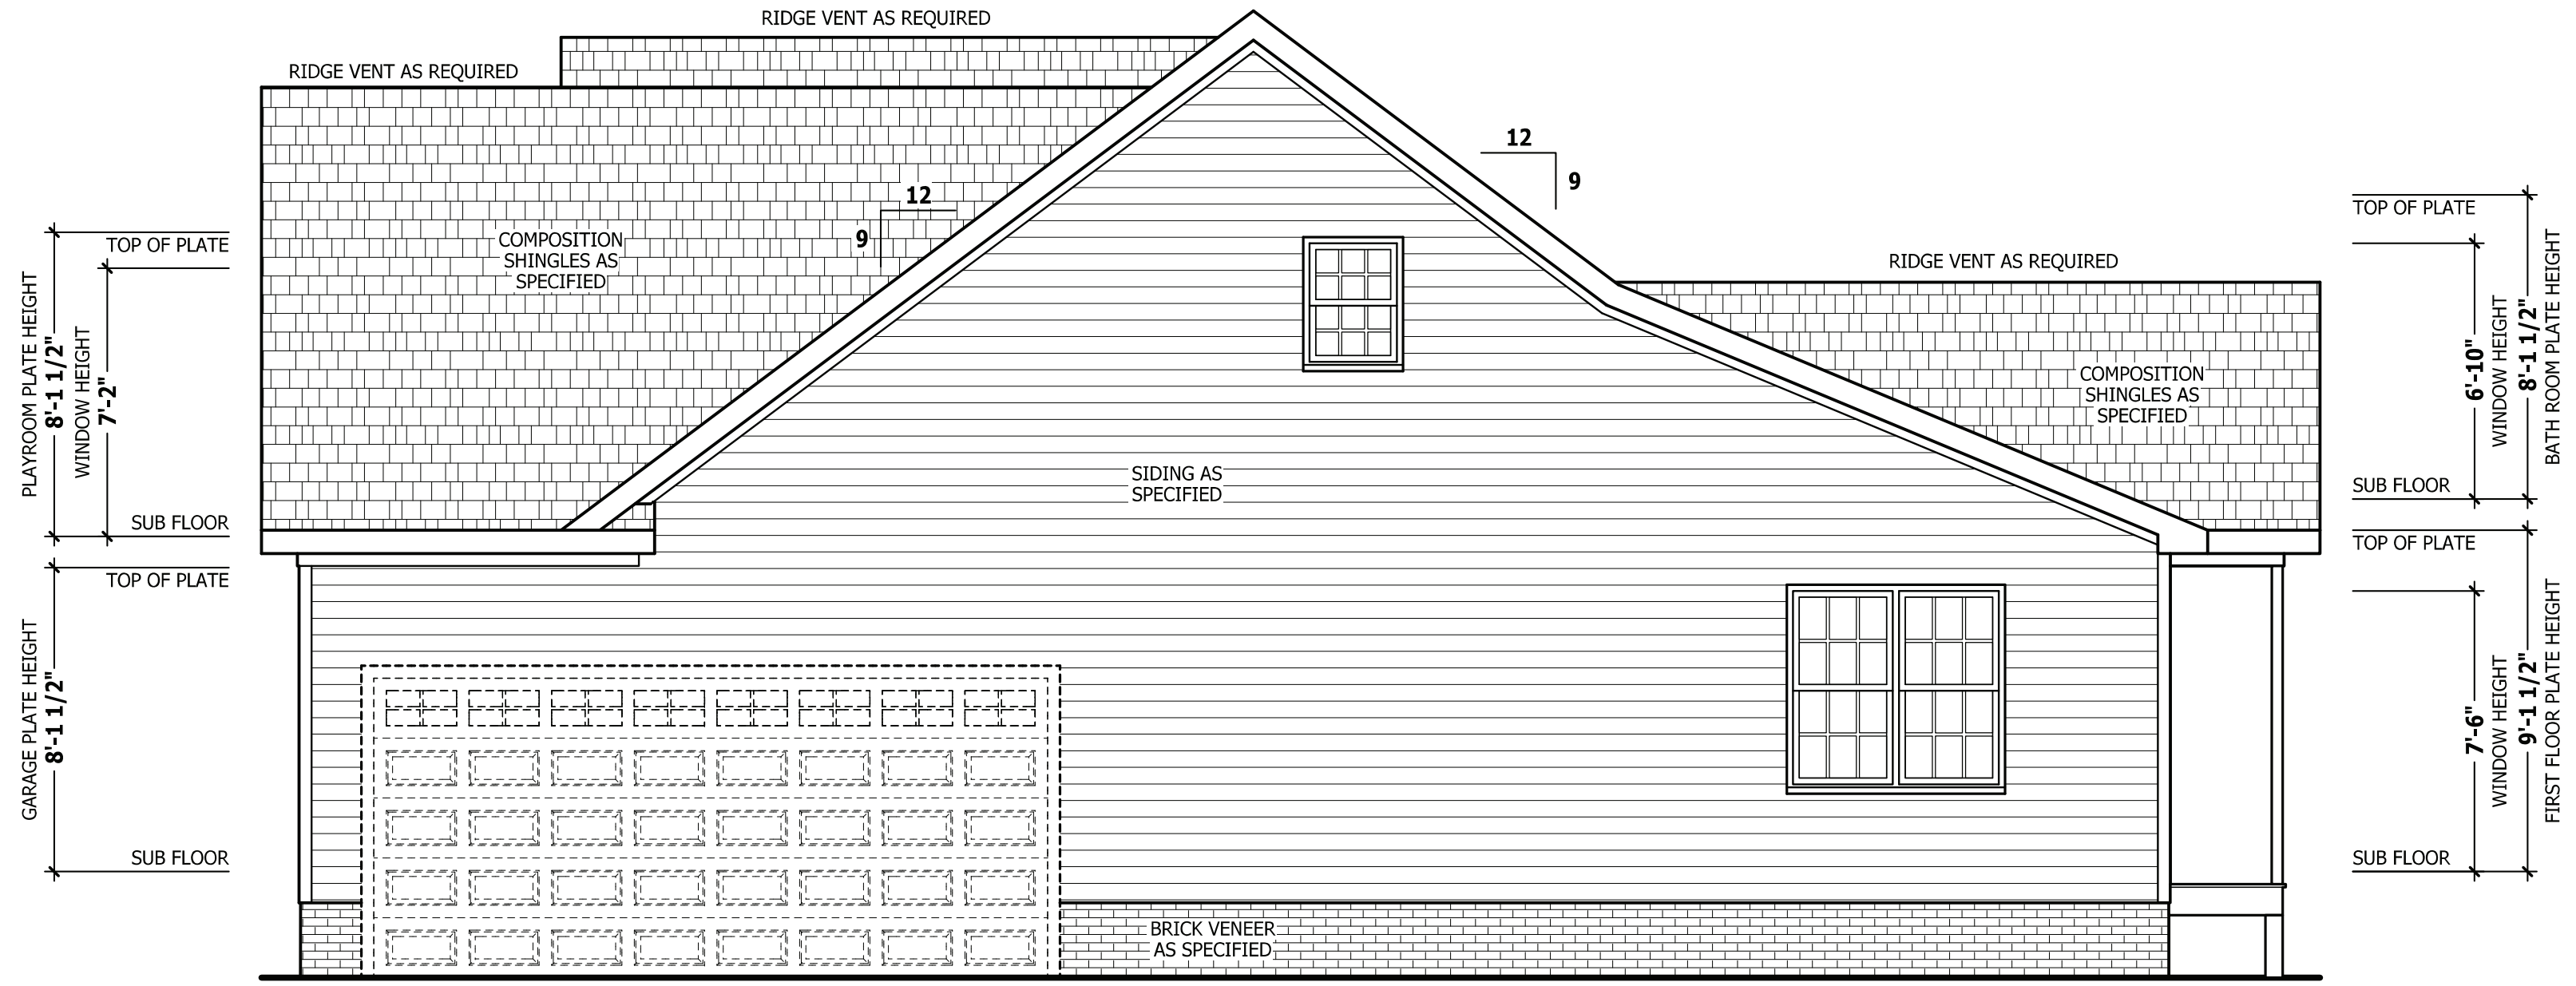 RIDGE VENT AS REQUIRED
RIDGE VENT AS REQUIRED
12
9
12
9
COMPOSITION
SHINGLES AS
SPECIFIED
RIDGE VENT AS REQUIRED
COMPOSITION
SHINGLES AS
SPECIFIED
SIDING AS
SPECIFIED
BRICK VENEER
AS SPECIFIED
TOP OF PLATE
PLAYROOM PLATE HEIGHT
8'-1 1/2"
WINDOW HEIGHT
7'-2"
SUB FLOOR
TOP OF PLATE
GARAGE PLATE HEIGHT
8'-1 1/2"
SUB FLOOR
TOP OF PLATE
6'-10"
WINDOW HEIGHT
8'-1 1/2"
BATH ROOM PLATE HEIGHT
SUB FLOOR
TOP OF PLATE
7'-6"
WINDOW HEIGHT
9'-1 1/2"
FIRST FLOOR PLATE HEIGHT
SUB FLOOR